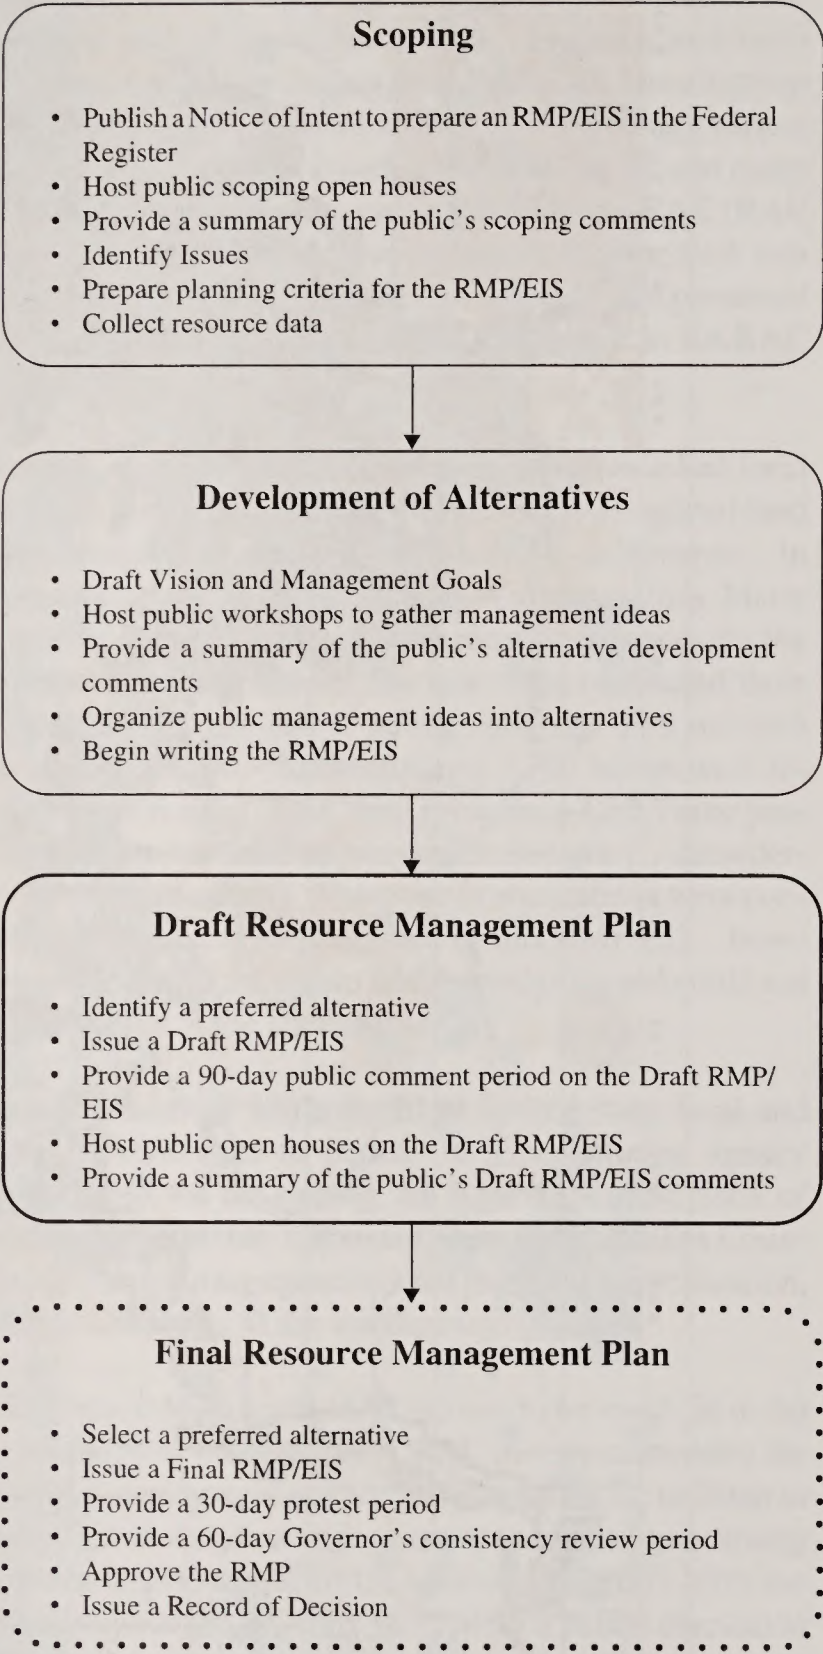 Scoping
• Publish a Notice of Intent to prepare an RMP/EIS in the Federal
Register
• Host public scoping open houses
• Provide a summary of the public's scoping comments
• Identify Issues
• Prepare planning criteria for the RMP/EIS
• Collect resource data
Development of Alternatives
• Draft Vision and Management Goals
• Host public workshops to gather management ideas
• Provide a summary of the public's alternative development
comments
• Organize public management ideas into alternatives
• Begin writing the RMP/EIS
Draft Resource Management Plan
• Identify a preferred alternative
• Issue a Draft RMP/EIS
• Provide a 90-day public comment period on the Draft RMP/
EIS
• Host public open houses on the Draft RMP/EIS
• Provide a summary of the public's Draft RMP/EIS comments
Final Resource Management Plan
• Select a preferred alternative
• Issue a Final RMP/EIS
• Provide a 30-day protest period
• Provide a 60-day Governor's consistency review period
• Approve the RMP
• Issue a Record of Decision